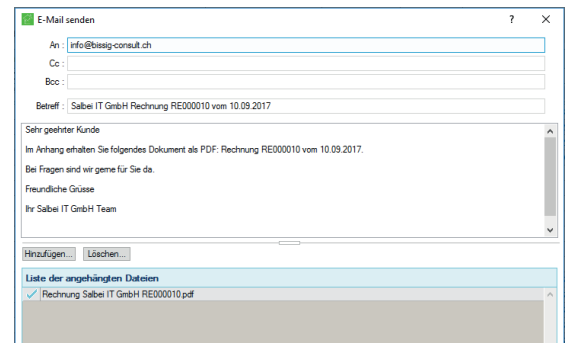 E-Mail senden
?
An : info@bissig-consult.ch
Cc :
Bcc :
Betreff : Salbei IT GmbH Rechnung RE000010 vom 10.09.2017
Sehr geehrter Kunde
Im Anhang erhalten Sie folgendes Dokument als PDF: Rechnung RE000010 vom 10.09.2017.
Bei Fragen sind wir gerne für Sie da.
Freundliche Grüsse
Ihr Salbei IT GmbH Team
Hinzufügen... Löschen...
Liste der angehängten Dateien
Rechnung Salbei IT GmbH RE000010.pdf